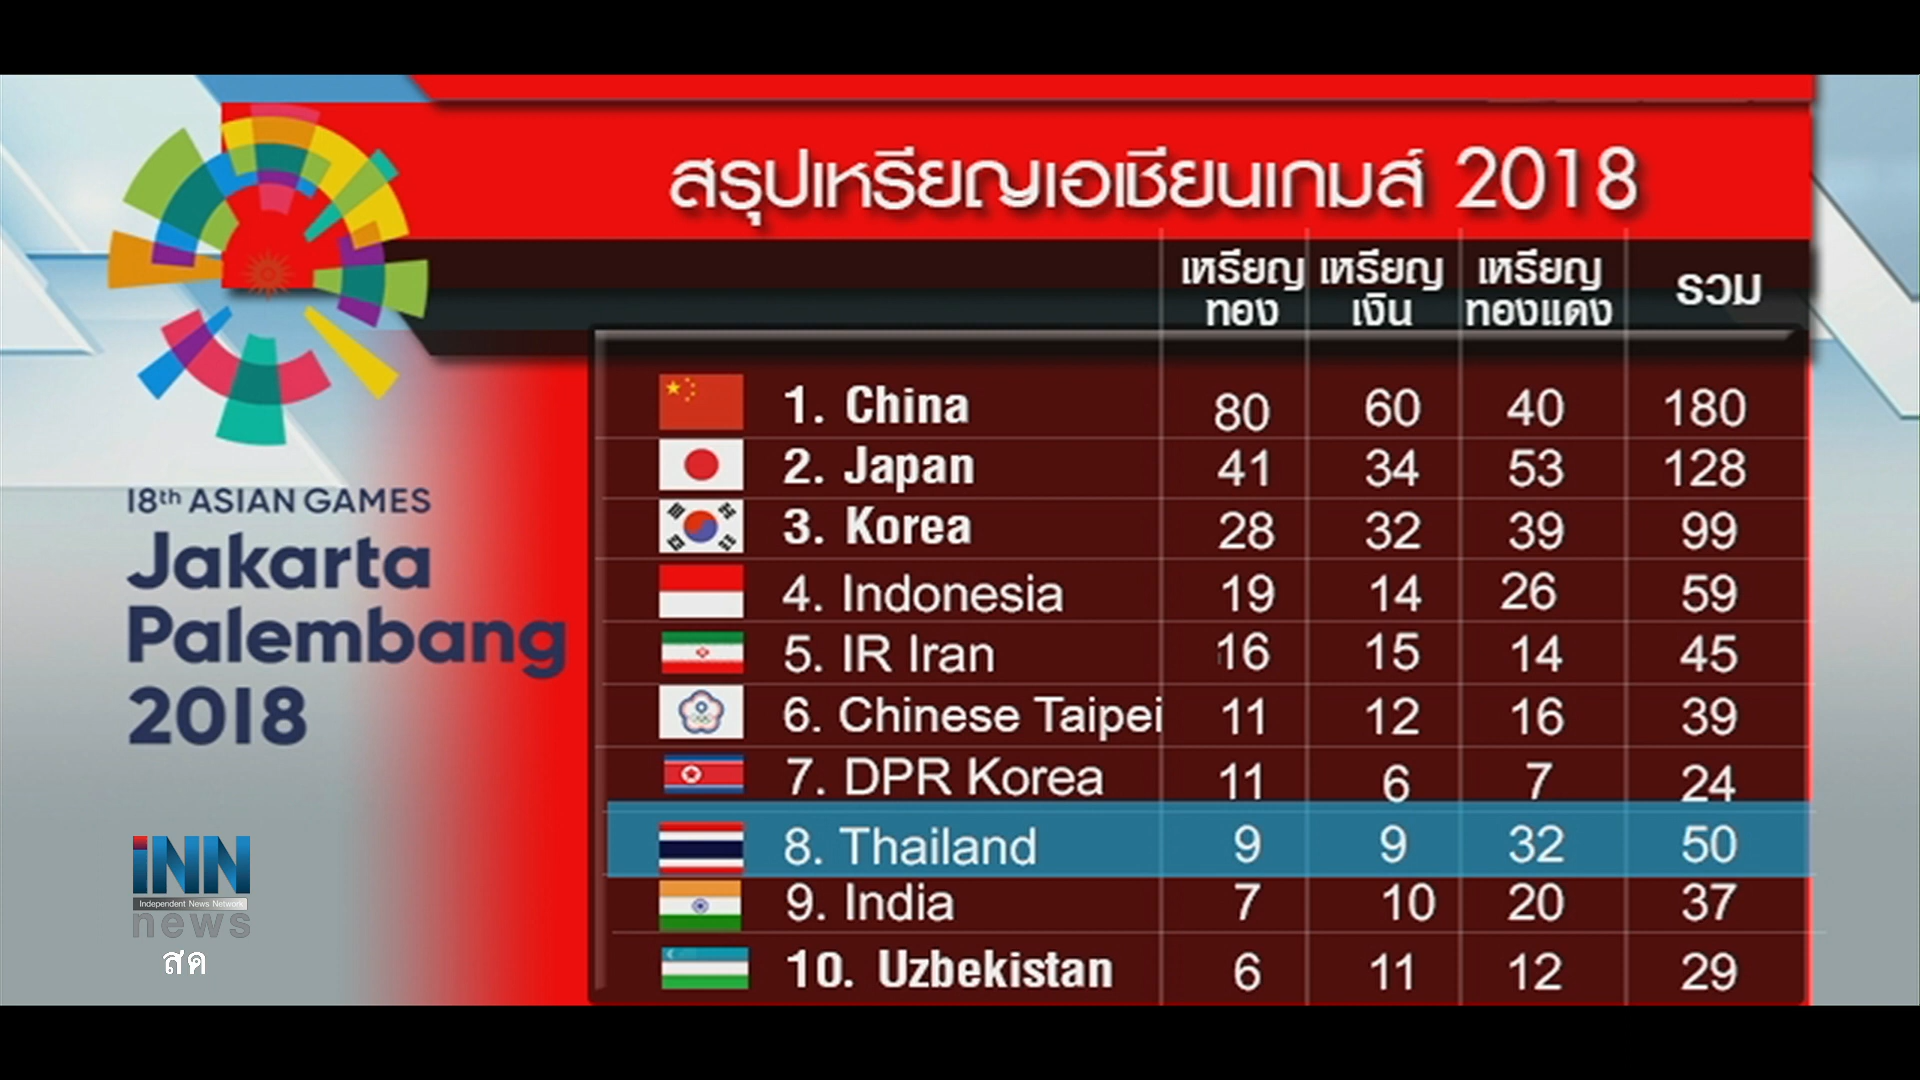 สรุปเหรียญเอเชียนเกมส์ 2018
เหรียญ เหรียญ เหรียญ รวม
ทอง เงิน ทองแดง
1. China 80 60 40 180
2. Japan 41 34 53 128
3. Korea 28 32 39 99
4. Indonesia 19 14 26 59
5. IR Iran 16 15 14 45
6. Chinese Taipei 11 12 16 39
7. DPR Korea 11 6 7 24
8. Thailand 9 9 32 50
9. India 7 10 20 37
10. Uzbekistan 6 11 12 29
18th ASIAN GAMES
Jakarta
Palembang
2018
iNN
Independent News Network
news
สด